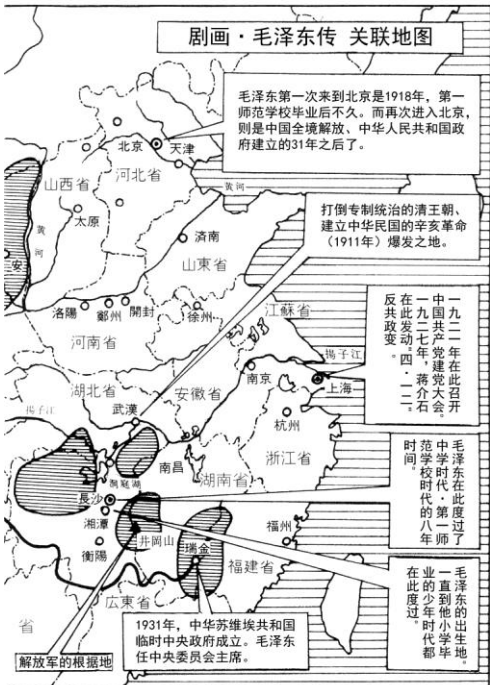 剧画·毛泽东传 关联地图
毛泽东第一次来到北京是1918年，第一
师范学校毕业后不久。而再次进入北京，
则是中国全境解放、中华人民共和国政
府建立的31年之后了。
北京
天津
河北省
山西省
太原
黄河
黄河
安
打倒专制统治的清王朝、
建立中华民国的辛亥革命
（1911年）爆发之地。
済南
山東省
洛陽
鄭州
開封
徐州
江蘇省
河南省
一九二一年在此召开
中国共产党建党大会。
一九二七年，蒋介石
在此发动“四·一二”
反共政变。
揚子江
南京
上海
湖北省
安徽省
揚子江
武漢
杭州
浙江省
南昌
湖南省
洞庭湖
毛泽东在此度过了
中学时代·第一师
范学校时代的八年
时间。
長沙
湘潭
井岡山
衡陽
瑞金
福州
福建省
広東省
省
毛泽东的出生地。
一直到他小学毕
业的少年时代都
在此度过。
1931年，中华苏维埃共和国
临时中央政府成立。毛泽东
任中央委员会主席。
解放军的根据地